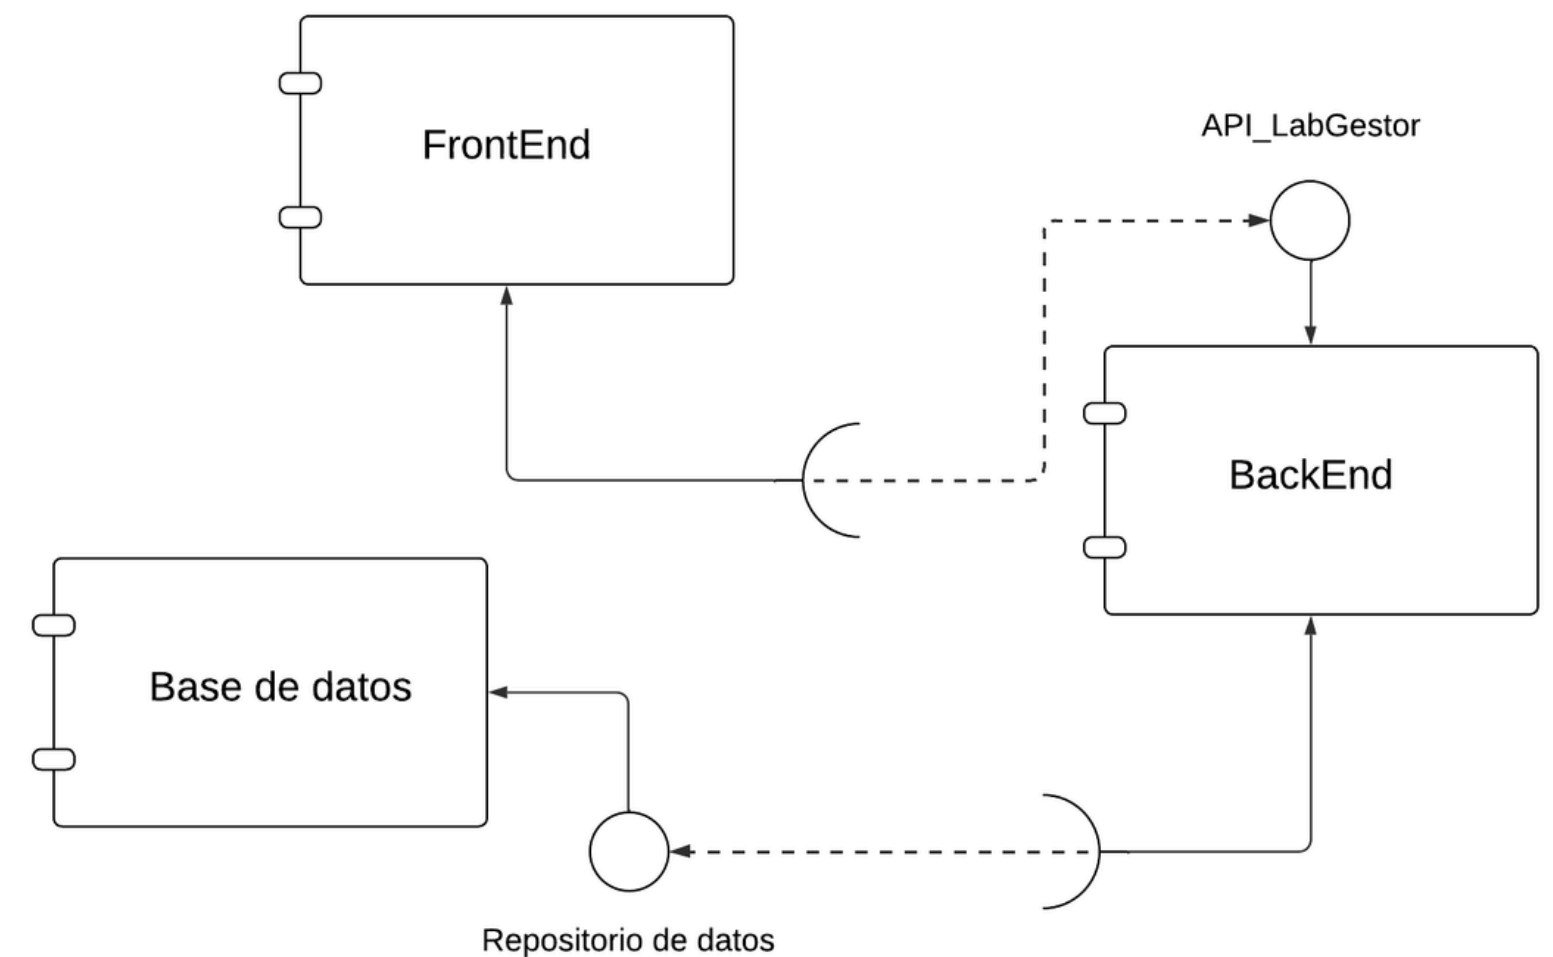 FrontEnd
API_LabGestor
BackEnd
Base de datos
Repositorio de datos